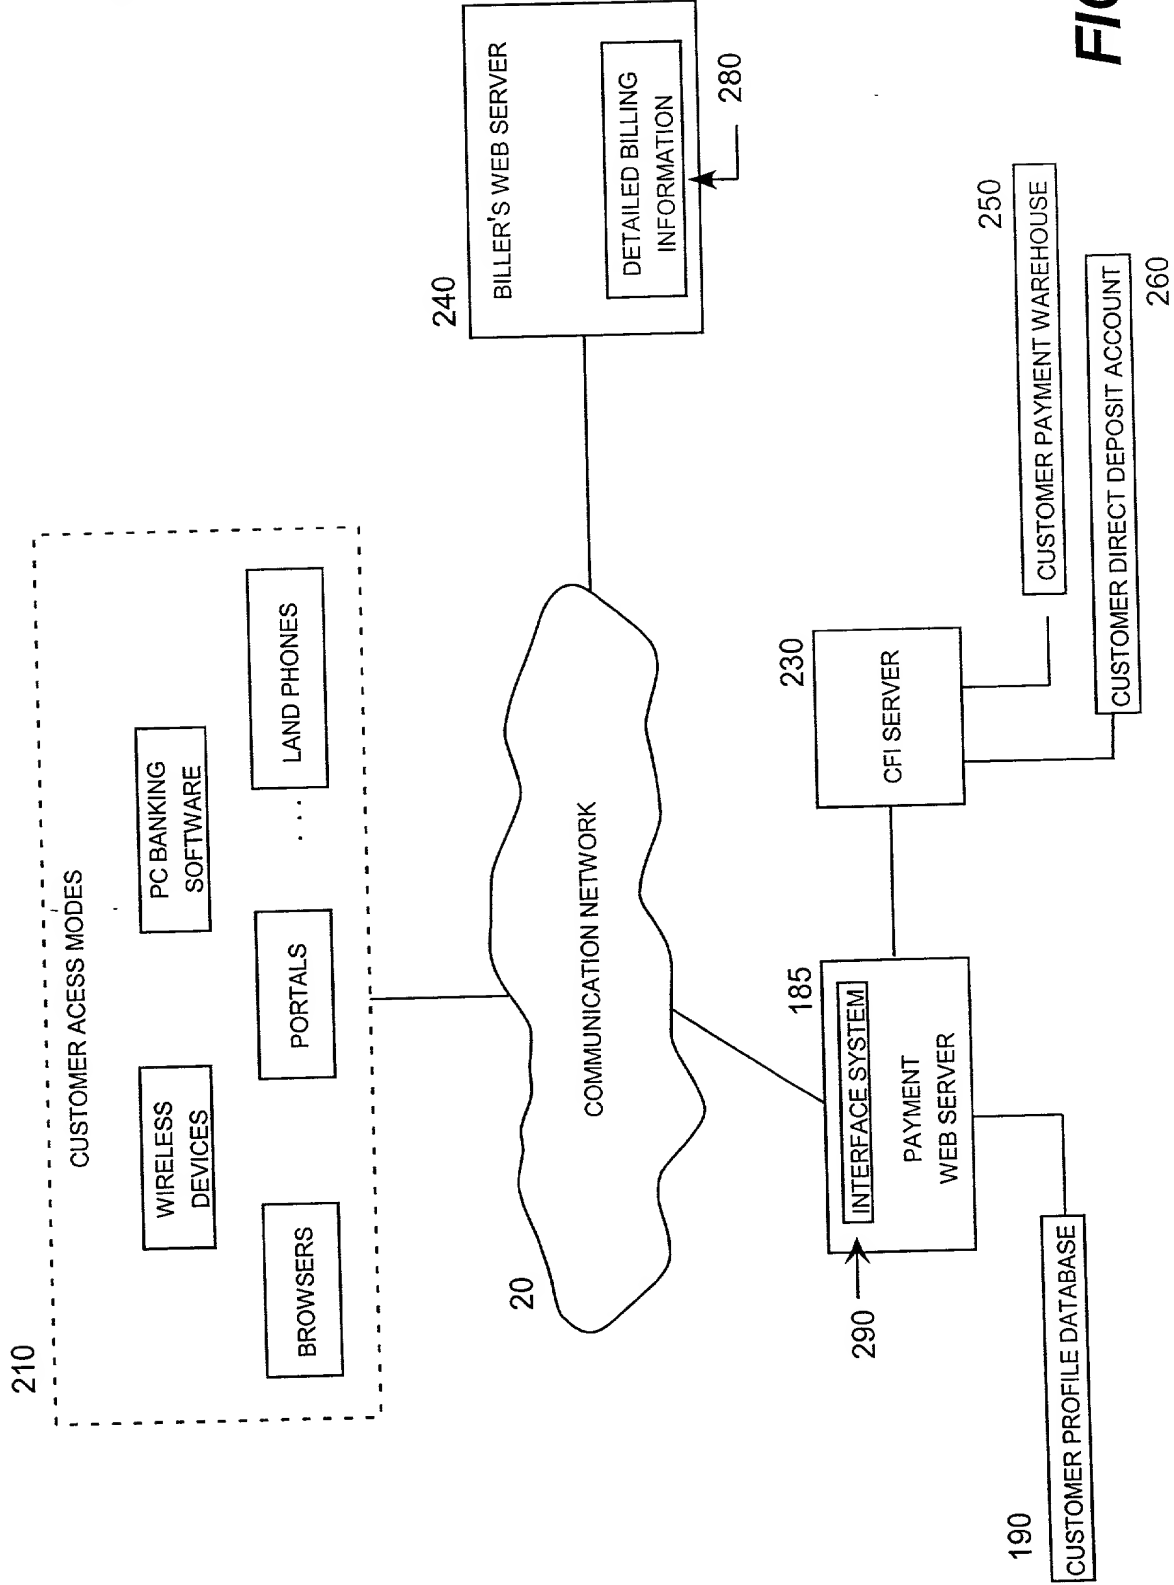 210
CUSTOMER ACESS MODES
WIRELESS
DEVICES
PC BANKING
SOFTWARE
BROWSERS
PORTALS
. . .
LAND PHONES
20
COMMUNICATION NETWORK
240
BILLER'S WEB SERVER
DETAILED BILLING
INFORMATION
280
185
INTERFACE SYSTEM
PAYMENT
WEB SERVER
290
230
CFI SERVER
190
CUSTOMER PROFILE DATABASE
250
CUSTOMER PAYMENT WAREHOUSE
CUSTOMER DIRECT DEPOSIT ACCOUNT
260